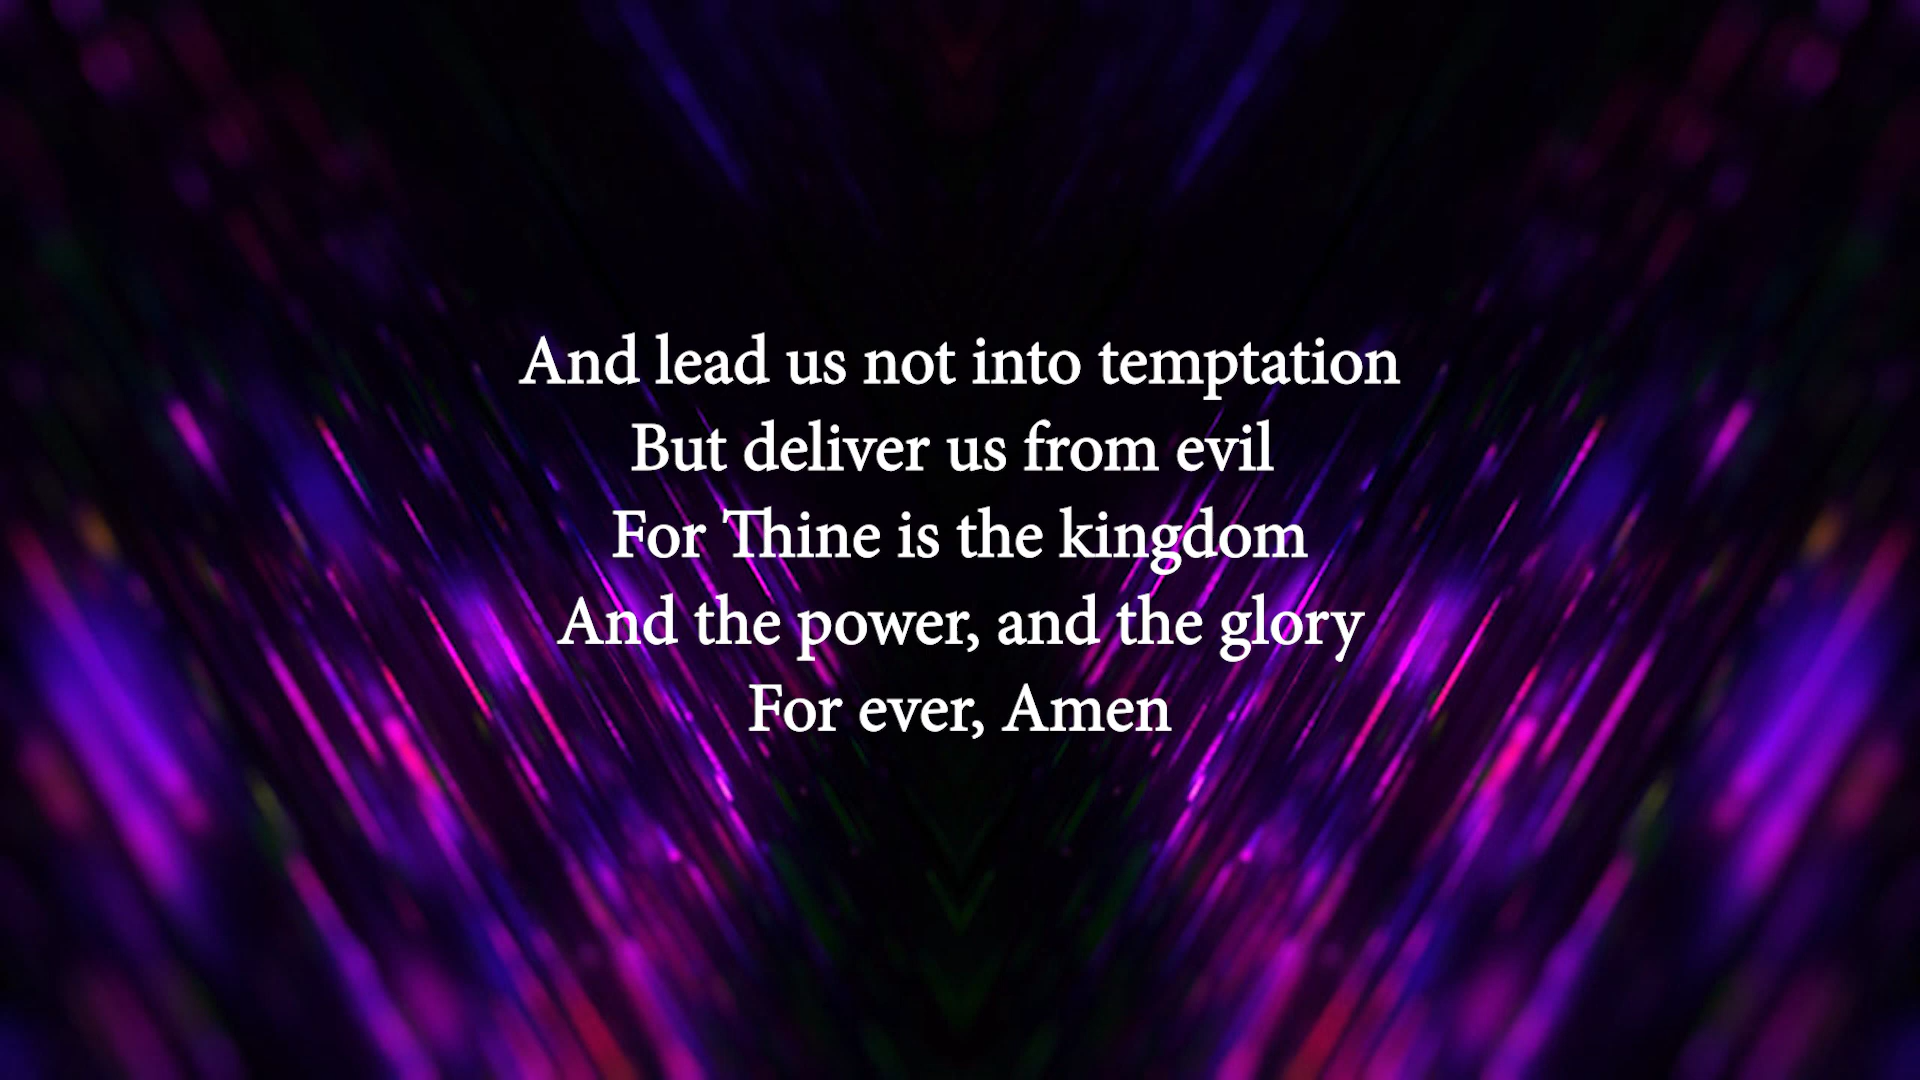 And lead us not into temptation
But deliver us from evil
For Thine is the kingdom
And the power, and the glory
For ever, Amen